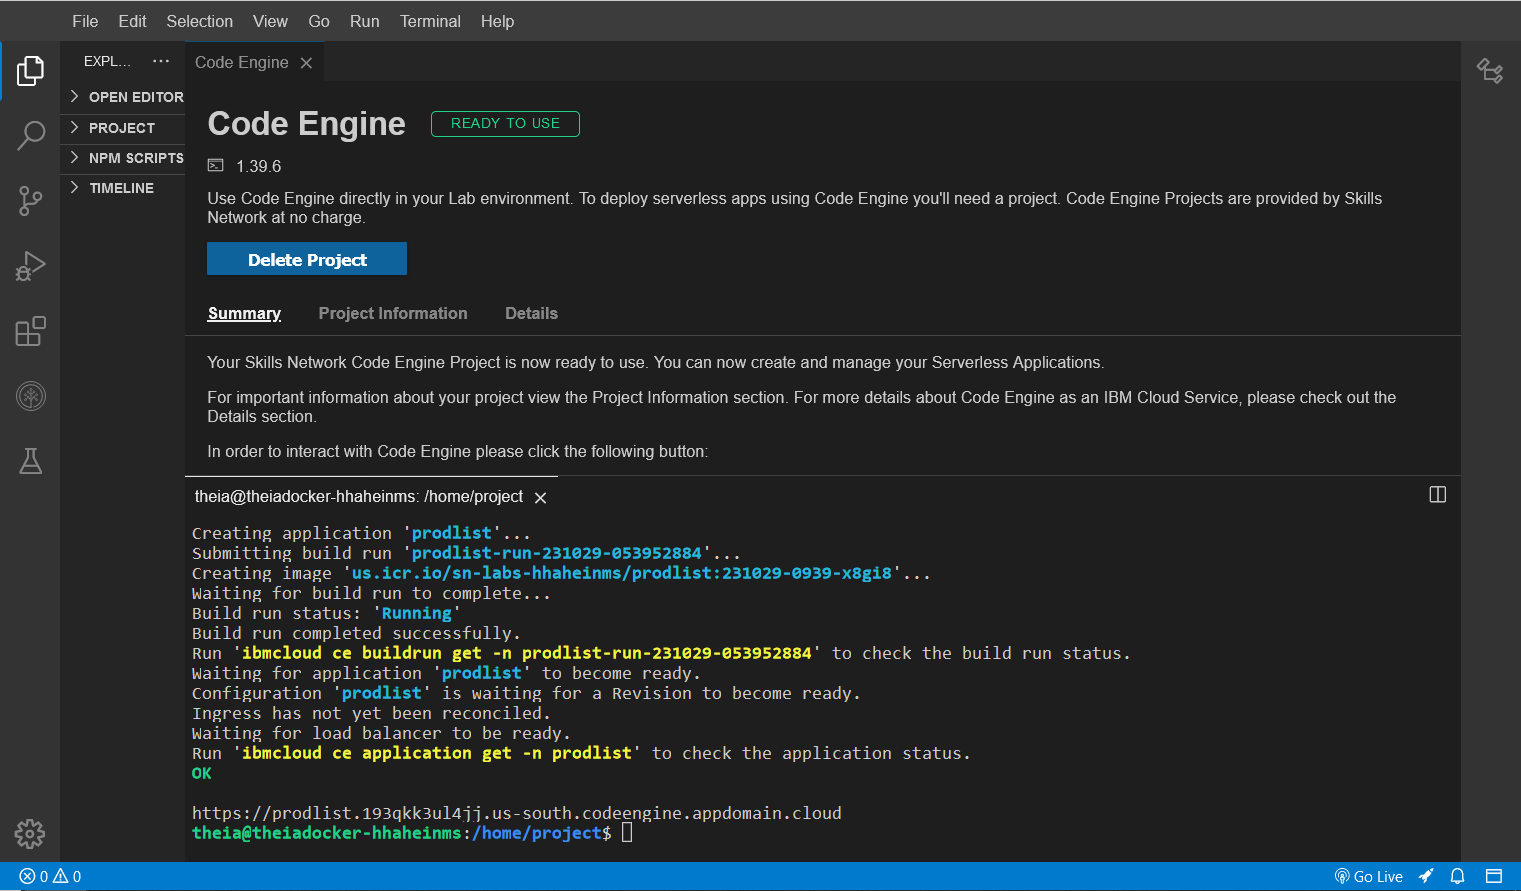 File Edit Selection View Go Run Terminal Help
EXPL... ···
OPEN EDITOR
PROJECT
NPM SCRIPTS
TIMELINE
Code Engine
Code Engine READY TO USE
1.39.6
Use Code Engine directly in your Lab environment. To deploy serverless apps using Code Engine you'll need a project. Code Engine Projects are provided by Skills
Network at no charge.
Delete Project
Summary Project Information Details
Your Skills Network Code Engine Project is now ready to use. You can now create and manage your Serverless Applications.
For important information about your project view the Project Information section. For more details about Code Engine as an IBM Cloud Service, please check out the
Details section.
In order to interact with Code Engine please click the following button:
theia@theiadocker-hhaheinms: /home/project
Creating application 'prodlist'...
Submitting build run 'prodlist-run-231029-053952884'...
Creating image 'us.icr.io/sn-labs-hhaheinms/prodlist:231029-0939-x8gi8'...
Waiting for build run to complete...
Build run status: 'Running'
Build run completed successfully.
Run 'ibmcloud ce buildrun get -n prodlist-run-231029-053952884' to check the build run status.
Waiting for application 'prodlist' to become ready.
Configuration 'prodlist' is waiting for a Revision to become ready.
Ingress has not yet been reconciled.
Waiting for load balancer to be ready.
Run 'ibmcloud ce application get -n prodlist' to check the application status.
OK
https://prodlist.193qkk3ul4jj.us-south.codeengine.appdomain.cloud
theia@theiadocker-hhaheinms:/home/project$
0 0 Go Live